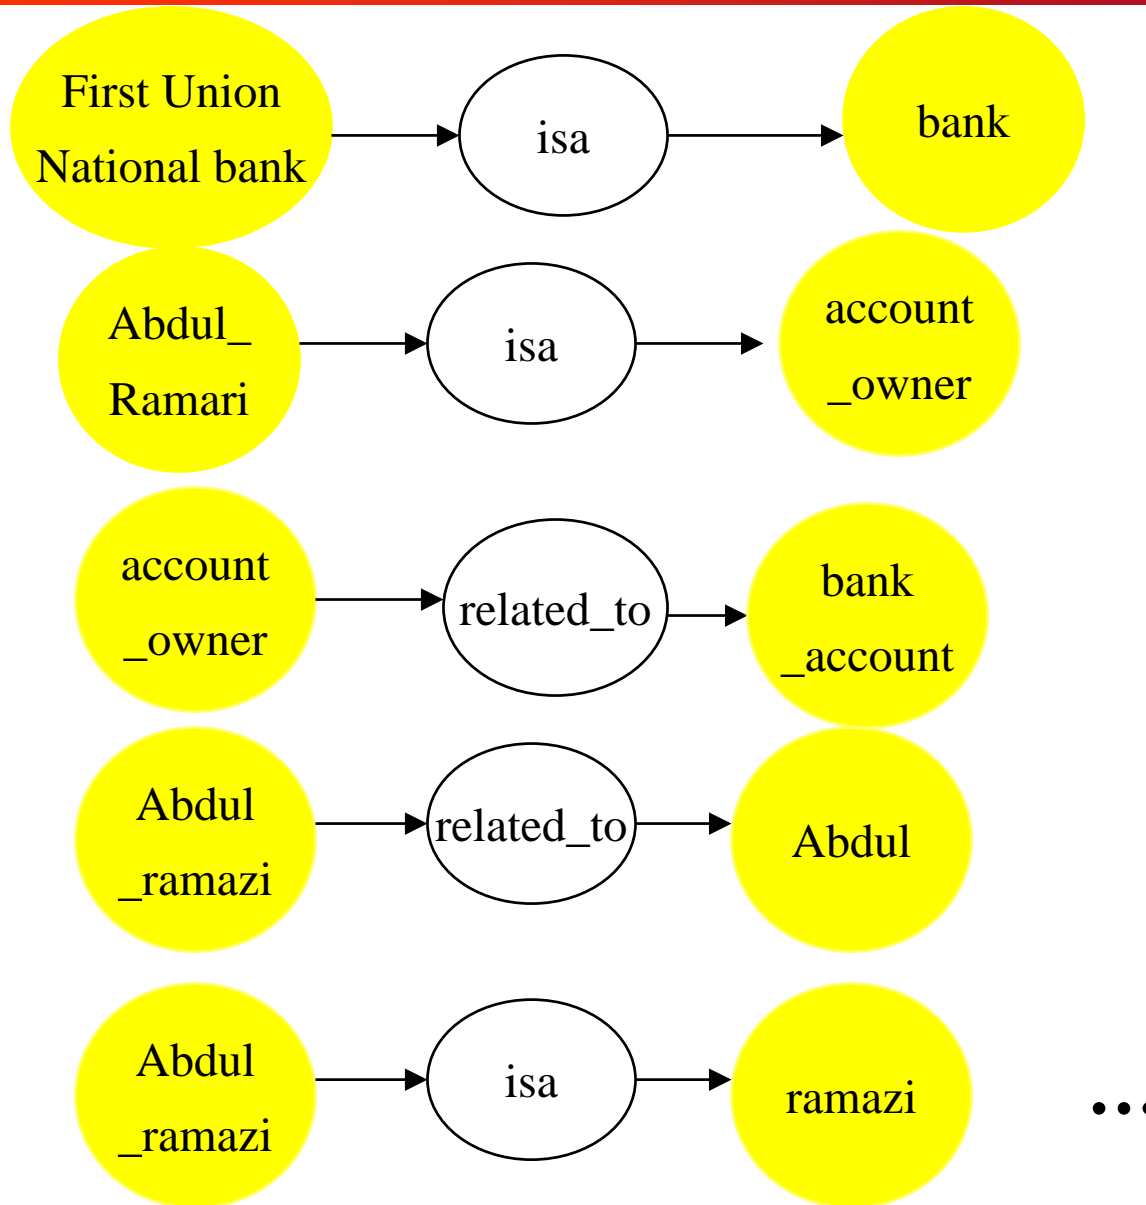 First Union
National bank
isa
bank
Abdul_
Ramari
isa
account
_owner
account
_owner
related_to
bank
_account
Abdul
_ramazi
related_to
Abdul
Abdul
_ramazi
isa
ramazi
...